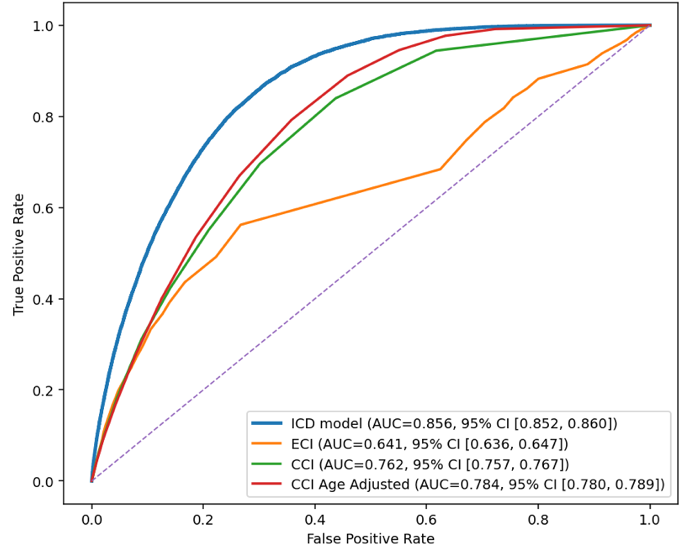 1.0
0.8
0.6
0.4
0.2
0.0
True Positive Rate
ICD model (AUC=0.856, 95% CI [0.852, 0.860])
ECI (AUC=0.641, 95% CI [0.636, 0.647])
CCI (AUC=0.762, 95% CI [0.757, 0.767])
CCI Age Adjusted (AUC=0.784, 95% CI [0.780, 0.789])
0.0 0.2 0.4 0.6 0.8 1.0
False Positive Rate